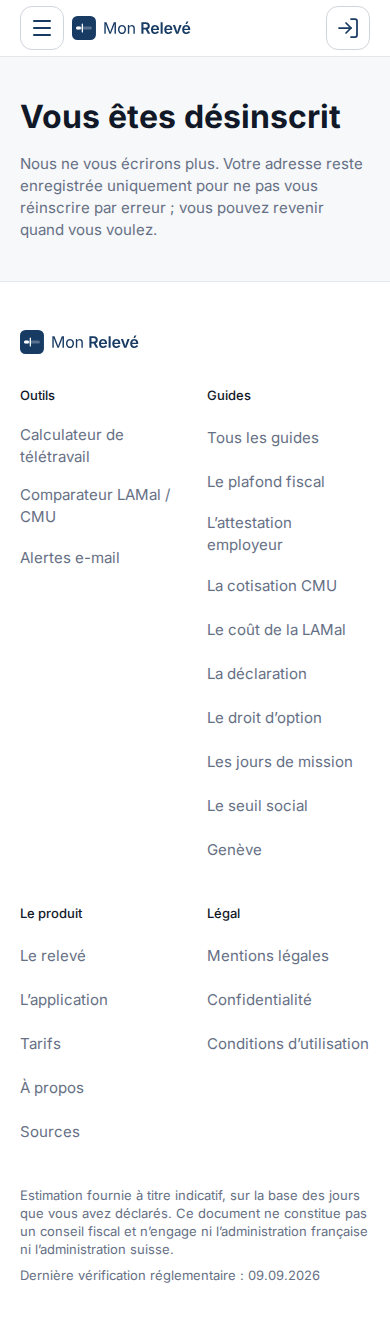 Mon Relevé
Vous êtes désinscrit
Nous ne vous écrirons plus. Votre adresse reste
enregistrée uniquement pour ne pas vous
réinscrire par erreur ; vous pouvez revenir
quand vous voulez.
Mon Relevé
Outils
Calculateur de
télétravail
Comparateur LAMal /
CMU
Alertes e-mail
Guides
Tous les guides
Le plafond fiscal
L’attestation
employeur
La cotisation CMU
Le coût de la LAMal
La déclaration
Le droit d’option
Les jours de mission
Le seuil social
Genève
Le produit
Le relevé
L’application
Tarifs
À propos
Sources
Légal
Mentions légales
Confidentialité
Conditions d’utilisation
Estimation fournie à titre indicatif, sur la base des jours
que vous avez déclarés. Ce document ne constitue pas
un conseil fiscal et n’engage ni l’administration française
ni l’administration suisse.
Dernière vérification réglementaire : 09.09.2026